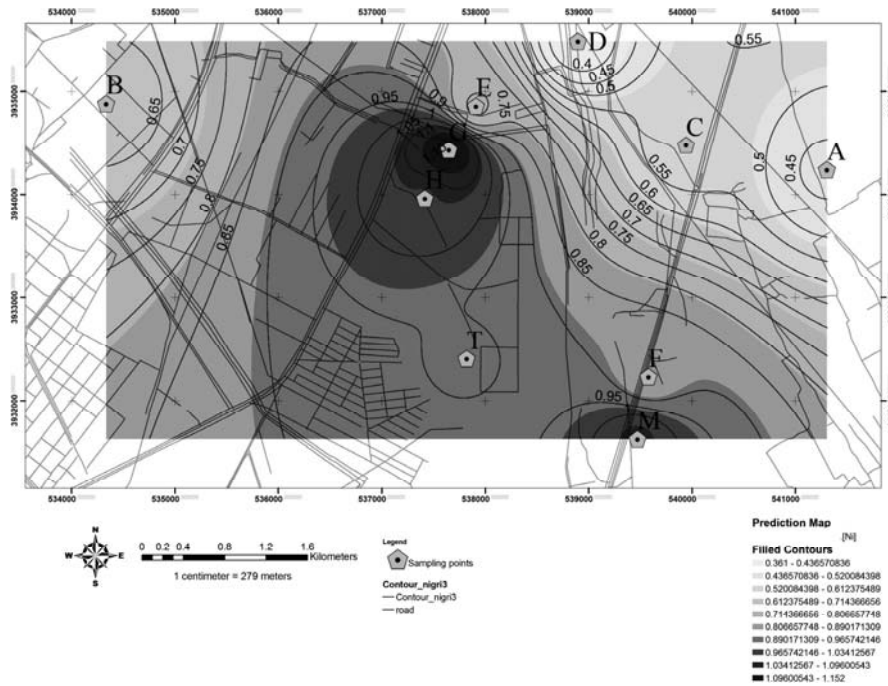 534000 535000 536000 537000 538000 539000 540000 541000
3935000
3934000
3933000
3932000
B
D
E
C
A
G
H
T
F
M
0.65
0.7
0.75
0.8
0.65
0.95
0.9
1
0.75
0.4
0.45
0.5
0.55
0.5
0.45
0.55
0.6
0.65
0.7
0.75
0.8
0.85
0.95
534000 535000 536000 537000 538000 539000 540000 541000
N
W E
S
0 0.2 0.4 0.8 1.2 1.6
Kilometers
1 centimeter = 279 meters
Legend
Sampling points
Contour_nigri3
Contour_nigri3
road
Prediction Map
[Ni]
Filled Contours
0.361 - 0.436570836
0.436570836 - 0.520084398
0.520084398 - 0.612375489
0.612375489 - 0.714366656
0.714366656 - 0.806657748
0.806657748 - 0.890171309
0.890171309 - 0.965742146
0.965742146 - 1.03412567
1.03412567 - 1.09600543
1.09600543 - 1.152